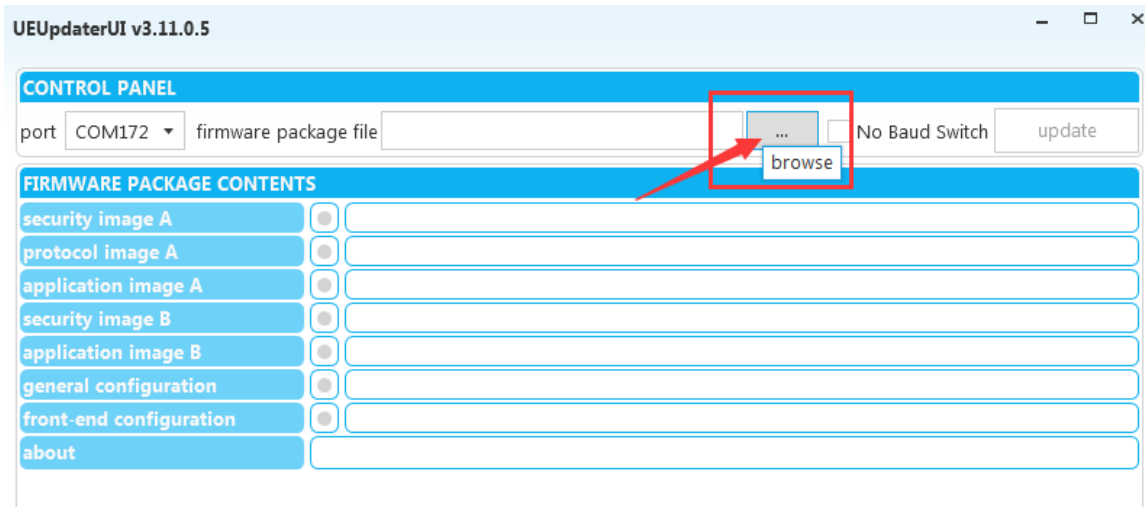 UEUpdaterUI v3.11.0.5
CONTROL PANEL
port COM172 firmware package file ... No Baud Switch update
browse
FIRMWARE PACKAGE CONTENTS
security image A
protocol image A
application image A
security image B
application image B
general configuration
front-end configuration
about